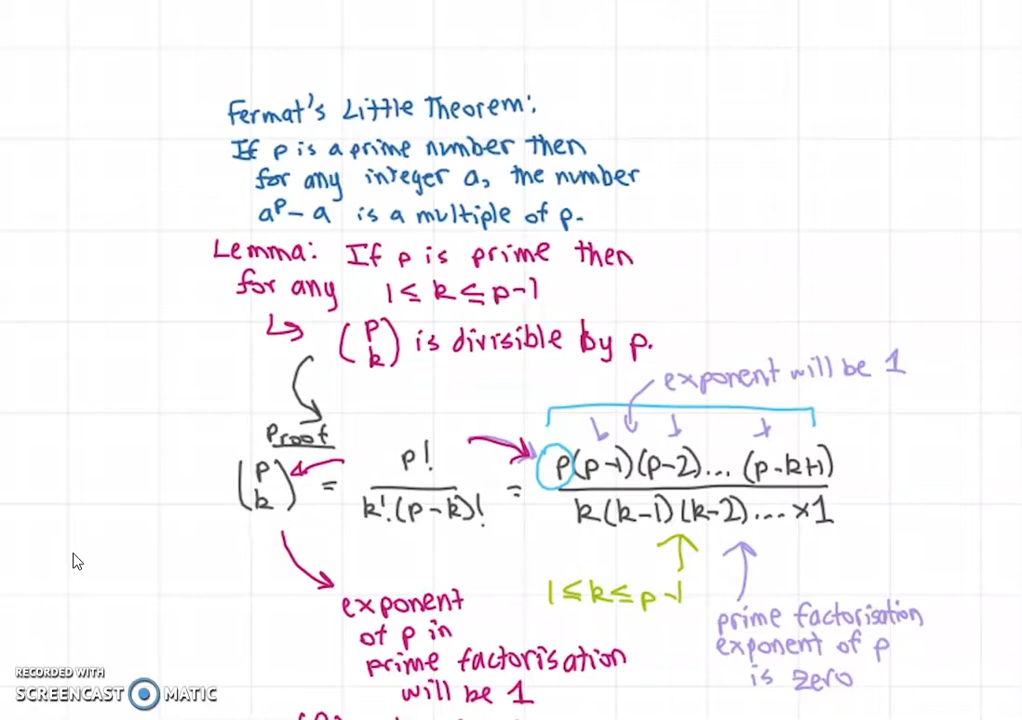 Fermat's Little Theorem:
If p is a prime number then
for any integer a, the number
a^p - a is a multiple of p.
Lemma: If p is prime then
for any 1 ≤ k ≤ p-1
↳ (p k) is divisible by p.
exponent will be 1
Proof
(p k) = p! / k!(p-k)! = p(p-1)(p-2)...(p-k+1) / k(k-1)(k-2)...×1
1 ≤ k ≤ p-1
exponent
of p in
prime factorisation
will be 1
prime factorisation
exponent of p
is zero
RECORDED WITH
SCREENCAST MATIC